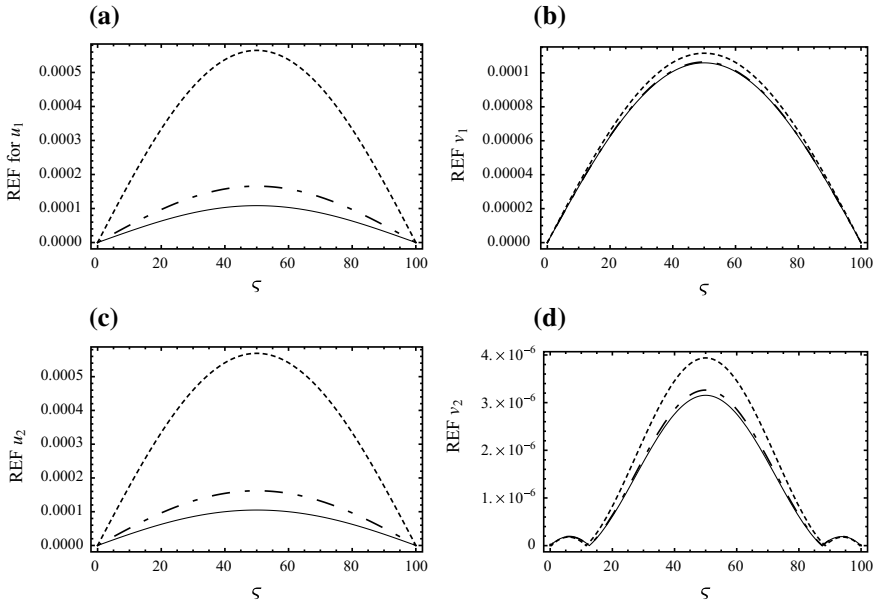 (a)
REF for u₁
0.0005
0.0004
0.0003
0.0002
0.0001
0.0000
0 20 40 60 80 100
ς
(b)
REF v₁
0.0001
0.00008
0.00006
0.00004
0.00002
0.0000
0 20 40 60 80 100
ς
(c)
REF u₂
0.0005
0.0004
0.0003
0.0002
0.0001
0.0000
0 20 40 60 80 100
ς
(d)
REF v₂
4.×10⁻⁶
3.×10⁻⁶
2.×10⁻⁶
1.×10⁻⁶
0
0 20 40 60 80 100
ς